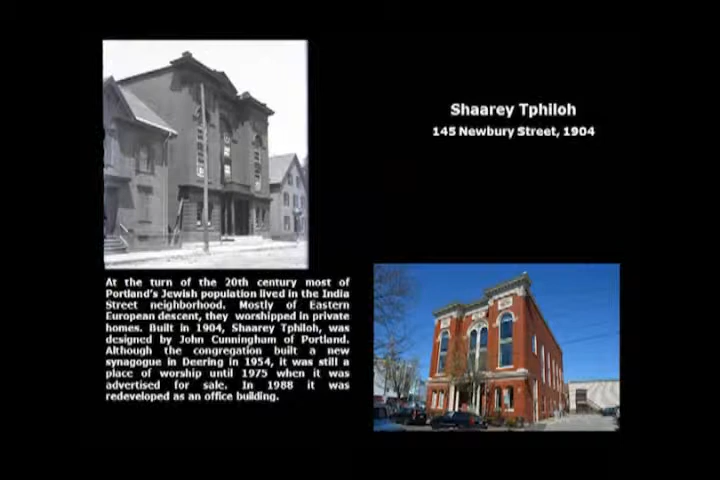 Shaarey Tphiloh
145 Newbury Street, 1904
At the turn of the 20th century most of
Portland's Jewish population lived in the India
Street neighborhood. Mostly of Eastern
European descent, they worshipped in private
homes. Built in 1904, Shaarey Tphiloh, was
designed by John Cunningham of Portland.
Although the congregation built a new
synagogue in Deering in 1954, it was still a
place of worship until 1975 when it was
advertised for sale. In 1988 it was
redeveloped as an office building.